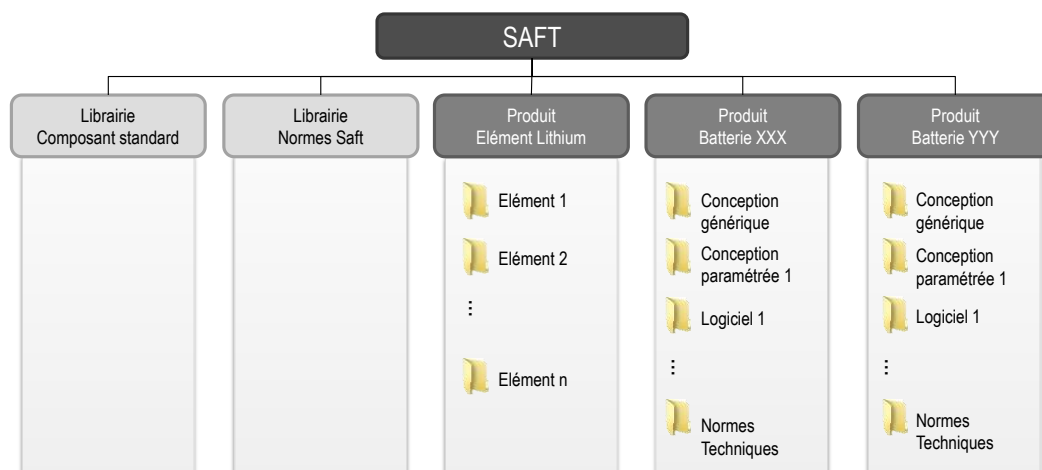 SAFT
Librairie
Composant standard
Librairie
Normes Saft
Produit
Elément Lithium
Produit
Batterie XXX
Produit
Batterie YYY
Elément 1
Elément 2
...
Elément n
Conception
générique
Conception
paramétrée 1
Logiciel 1
...
Normes
Techniques
Conception
générique
Conception
paramétrée 1
Logiciel 1
...
Normes
Techniques